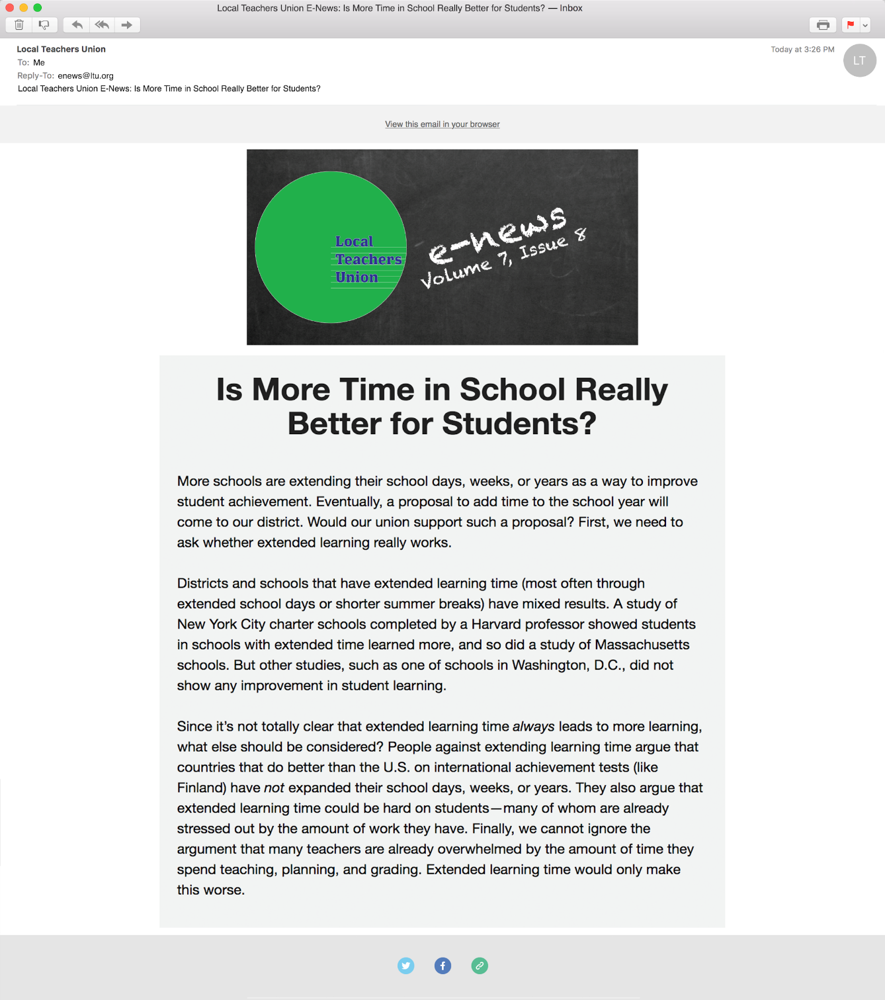 Local Teachers Union E-News: Is More Time in School Really Better for Students? — Inbox
Local Teachers Union
Today at 3:26 PM
LT
To: Me
Reply-To: enews@ltu.org
Local Teachers Union E-News: Is More Time in School Really Better for Students?
View this email in your browser
Local
Teachers
Union
e-news
Volume 7, Issue 8
Is More Time in School Really
Better for Students?
More schools are extending their school days, weeks, or years as a way to improve
student achievement. Eventually, a proposal to add time to the school year will
come to our district. Would our union support such a proposal? First, we need to
ask whether extended learning really works.
Districts and schools that have extended learning time (most often through
extended school days or shorter summer breaks) have mixed results. A study of
New York City charter schools completed by a Harvard professor showed students
in schools with extended time learned more, and so did a study of Massachusetts
schools. But other studies, such as one of schools in Washington, D.C., did not
show any improvement in student learning.
Since it’s not totally clear that extended learning time always leads to more learning,
what else should be considered? People against extending learning time argue that
countries that do better than the U.S. on international achievement tests (like
Finland) have not expanded their school days, weeks, or years. They also argue that
extended learning time could be hard on students—many of whom are already
stressed out by the amount of work they have. Finally, we cannot ignore the
argument that many teachers are already overwhelmed by the amount of time they
spend teaching, planning, and grading. Extended learning time would only make
this worse.